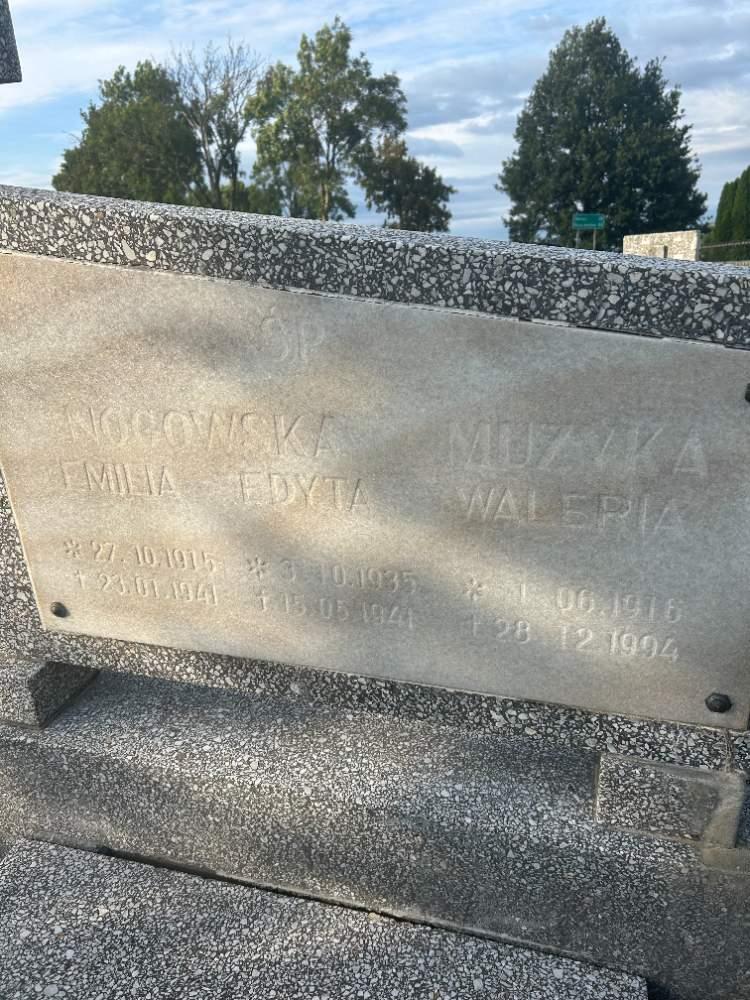 ŚP
NOGOWSKA MUZYKA
EMILIA EDYTA WALERIA
* 27.10.1915 * 3 10.1935 * 1 06.1916
† 23.01.1941 † 15.05 1941 † 28 12.1994